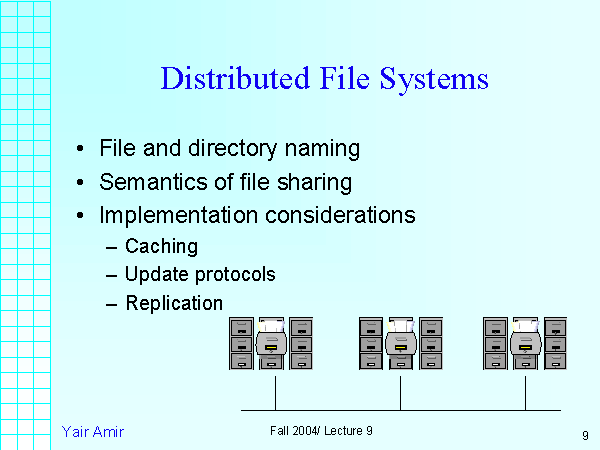 Distributed File Systems
• File and directory naming
• Semantics of file sharing
• Implementation considerations
– Caching
– Update protocols
– Replication
Yair Amir
Fall 2004/ Lecture 9
9